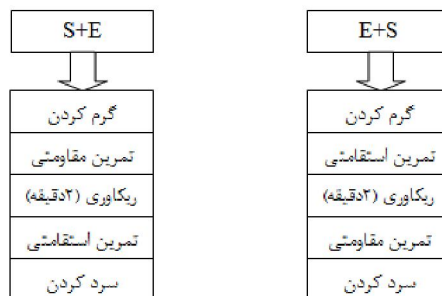 S+E
گرم کردن
تمرین مقاومتی
ریکاوری (۲دقیقه)
تمرین استقامتی
سرد کردن
E+S
گرم کردن
تمرین استقامتی
ریکاوری (۲دقیقه)
تمرین مقاومتی
سرد کردن